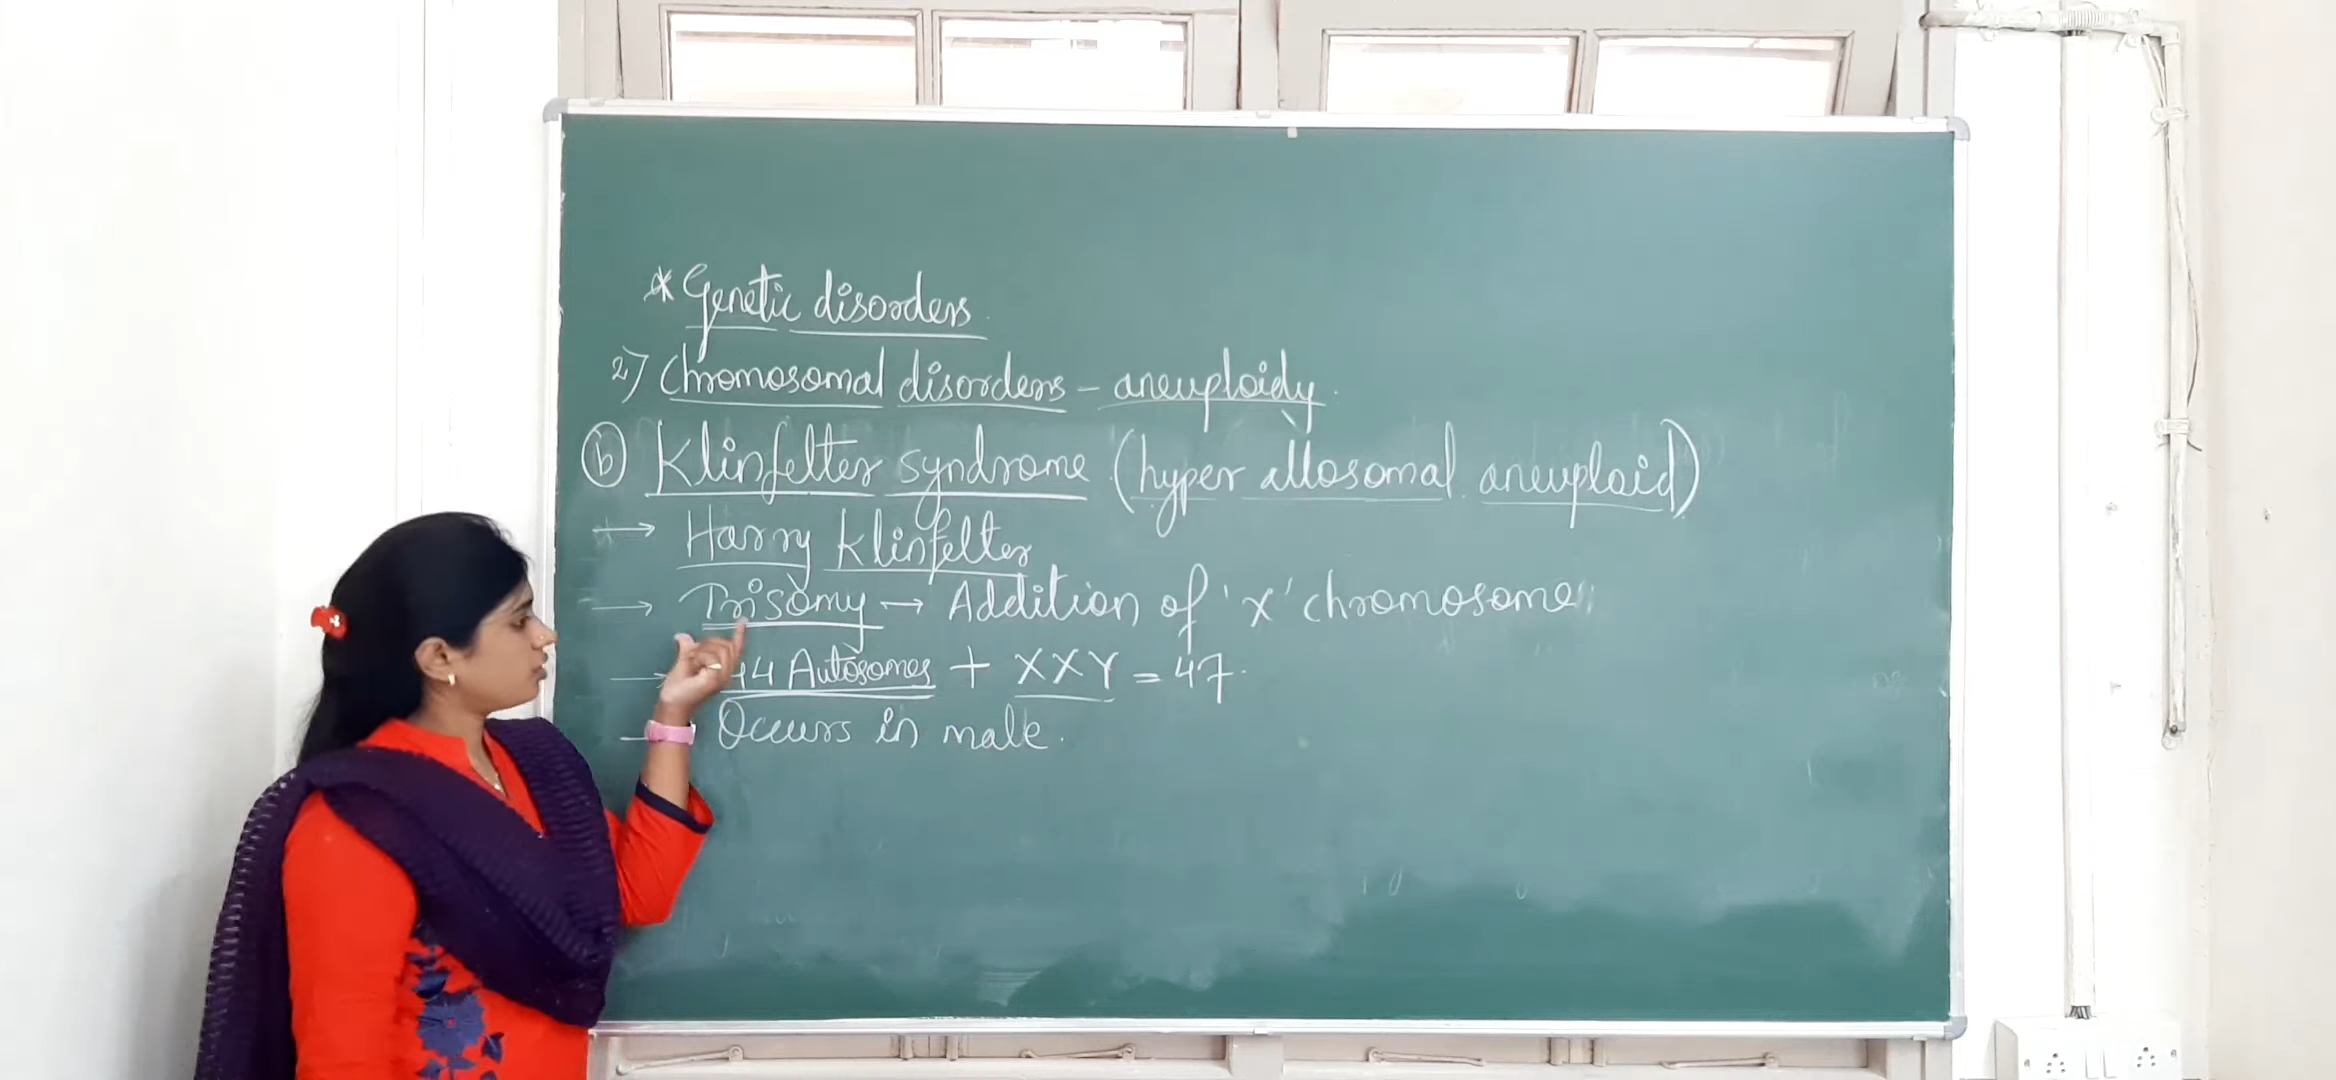 * Genetic disorders.
2) Chromosomal disorders - aneuploidy.
(b) Klinfelter syndrome (hyper allosomal aneuploid)
→ Harry Klinfelter
→ Trisomy → Addition of 'X' chromosome
→ 44 Autosomes + XXY = 47.
Occurs in male.